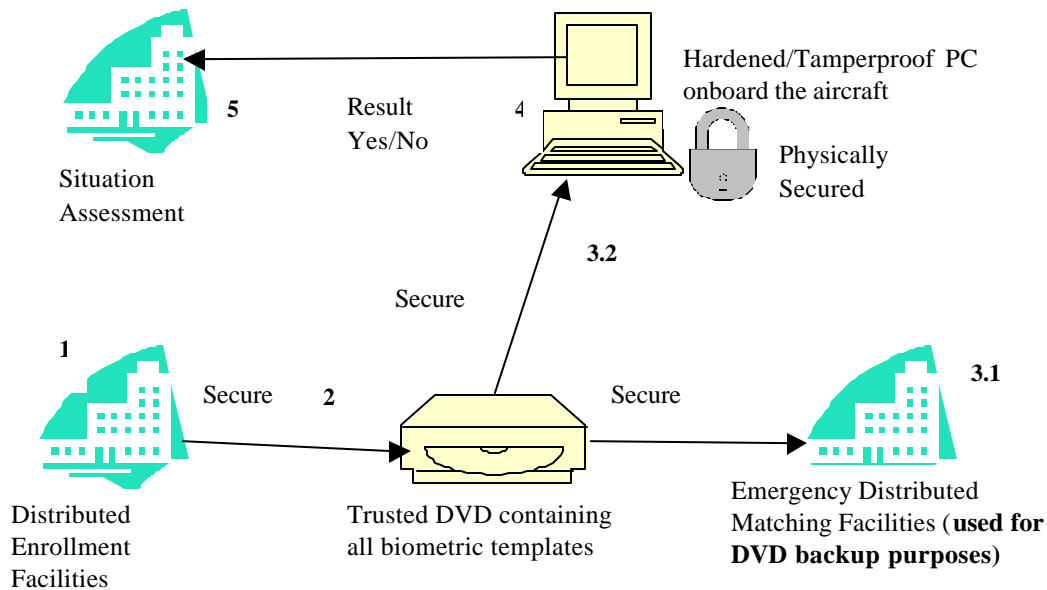 Hardened/Tamperproof PC
onboard the aircraft
5
Result
Yes/No
4
Physically
Secured
Situation
Assessment
3.2
Secure
1
Secure
2
Secure
3.1
Distributed
Enrollment
Facilities
Trusted DVD containing
all biometric templates
Emergency Distributed
Matching Facilities (used for
DVD backup purposes)